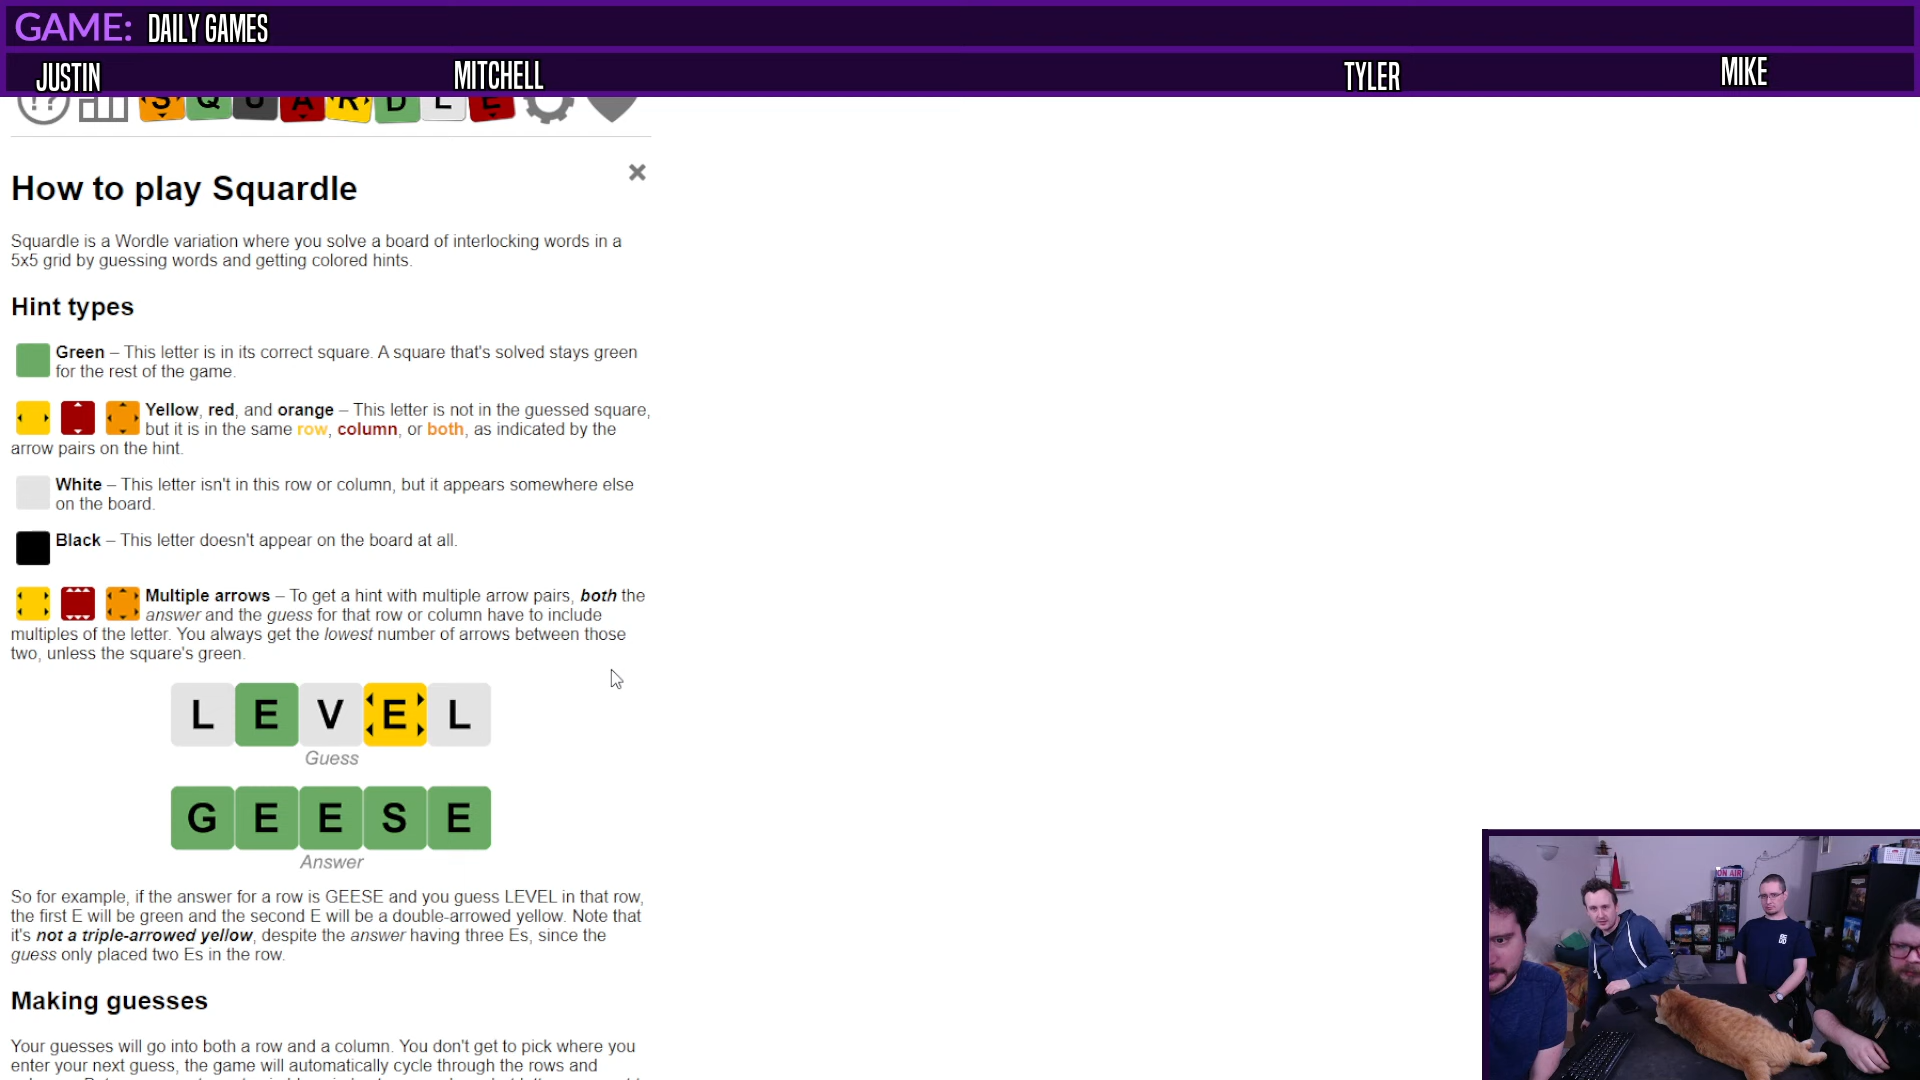 GAME: DAILY GAMES
JUSTIN MITCHELL TYLER MIKE
!? S Q U A R D L E
How to play Squardle
Squardle is a Wordle variation where you solve a board of interlocking words in a
5x5 grid by guessing words and getting colored hints.
Hint types
Green – This letter is in its correct square. A square that's solved stays green
for the rest of the game.
Yellow, red, and orange – This letter is not in the guessed square,
but it is in the same row, column, or both, as indicated by the
arrow pairs on the hint.
White – This letter isn't in this row or column, but it appears somewhere else
on the board.
Black – This letter doesn't appear on the board at all.
Multiple arrows – To get a hint with multiple arrow pairs, both the
answer and the guess for that row or column have to include
multiples of the letter. You always get the lowest number of arrows between those
two, unless the square's green.
L E V E L
Guess
G E E S E
Answer
So for example, if the answer for a row is GEESE and you guess LEVEL in that row,
the first E will be green and the second E will be a double-arrowed yellow. Note that
it's not a triple-arrowed yellow, despite the answer having three Es, since the
guess only placed two Es in the row.
Making guesses
Your guesses will go into both a row and a column. You don't get to pick where you
enter your next guess, the game will automatically cycle through the rows and
ON AIR